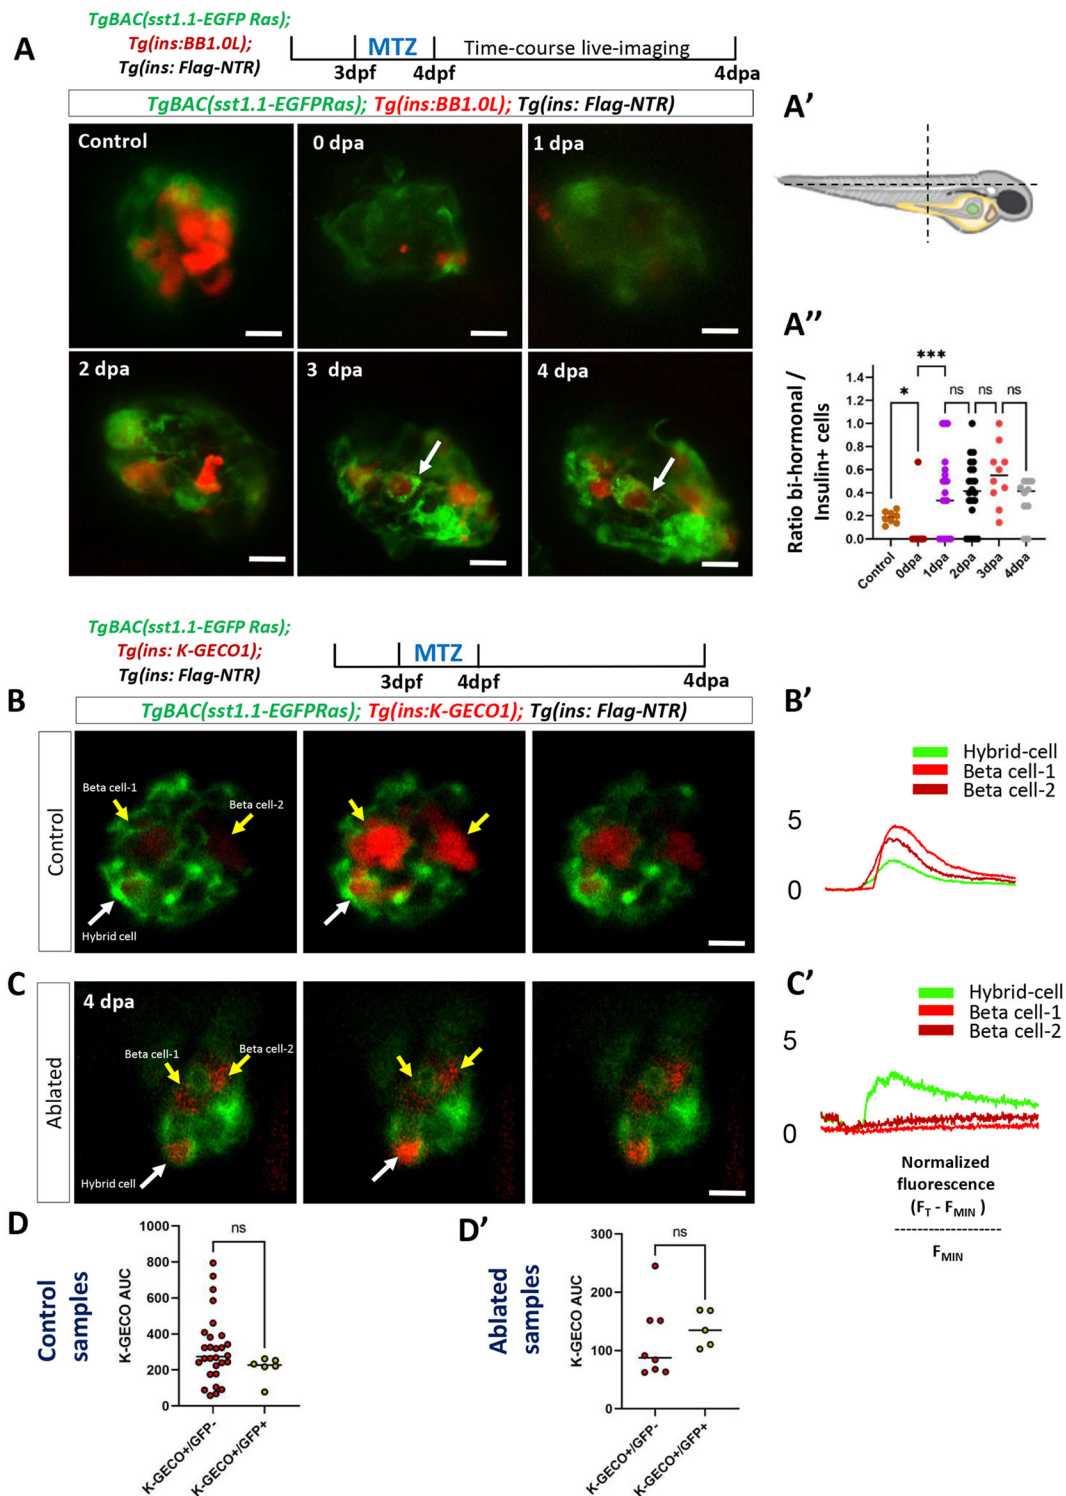 A
TgBAC(sst1.1-EGFP Ras);
Tg(ins:BB1.0L);
Tg(ins: Flag-NTR)
MTZ
Time-course live-imaging
3dpf
4dpf
4dpa
TgBAC(sst1.1-EGFPRas); Tg(ins:BB1.0L); Tg(ins: Flag-NTR)
Control
0 dpa
1 dpa
2 dpa
3 dpa
4 dpa
A’
A’’
Ratio bi-hormonal /
Insulin+ cells
1.4
1.2
1.0
0.8
0.6
0.4
0.2
0.0
*
***
ns
ns
ns
Control
0dpa
1dpa
2dpa
3dpa
4dpa
TgBAC(sst1.1-EGFP Ras);
Tg(ins: K-GECO1);
Tg(ins: Flag-NTR)
MTZ
3dpf
4dpf
4dpa
B
TgBAC(sst1.1-EGFPRas); Tg(ins:K-GECO1); Tg(ins: Flag-NTR)
Control
Beta cell-1
Beta cell-2
Hybrid cell
B’
Hybrid-cell
Beta cell-1
Beta cell-2
5
0
C
Ablated
4 dpa
Beta cell-1
Beta cell-2
Hybrid cell
C’
Hybrid-cell
Beta cell-1
Beta cell-2
5
0
Normalized
fluorescence
(FT - FMIN )
--------------------
FMIN
D
Control
samples
K-GECO AUC
1000
800
600
400
200
0
ns
K-GECO+/GFP-
K-GECO+/GFP+
D’
Ablated
samples
K-GECO AUC
300
200
100
0
ns
K-GECO+/GFP-
K-GECO+/GFP+